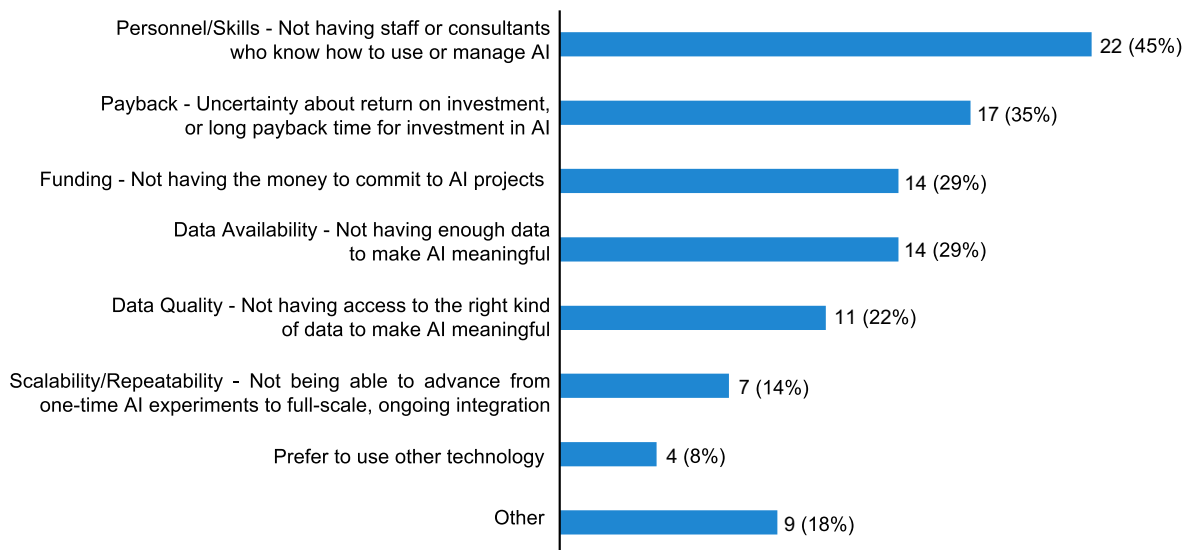 Personnel/Skills - Not having staff or consultants
who know how to use or manage AI
22 (45%)
Payback - Uncertainty about return on investment,
or long payback time for investment in AI
17 (35%)
Funding - Not having the money to commit to AI projects
14 (29%)
Data Availability - Not having enough data
to make AI meaningful
14 (29%)
Data Quality - Not having access to the right kind
of data to make AI meaningful
11 (22%)
Scalability/Repeatability - Not being able to advance from
one-time AI experiments to full-scale, ongoing integration
7 (14%)
Prefer to use other technology
4 (8%)
Other
9 (18%)